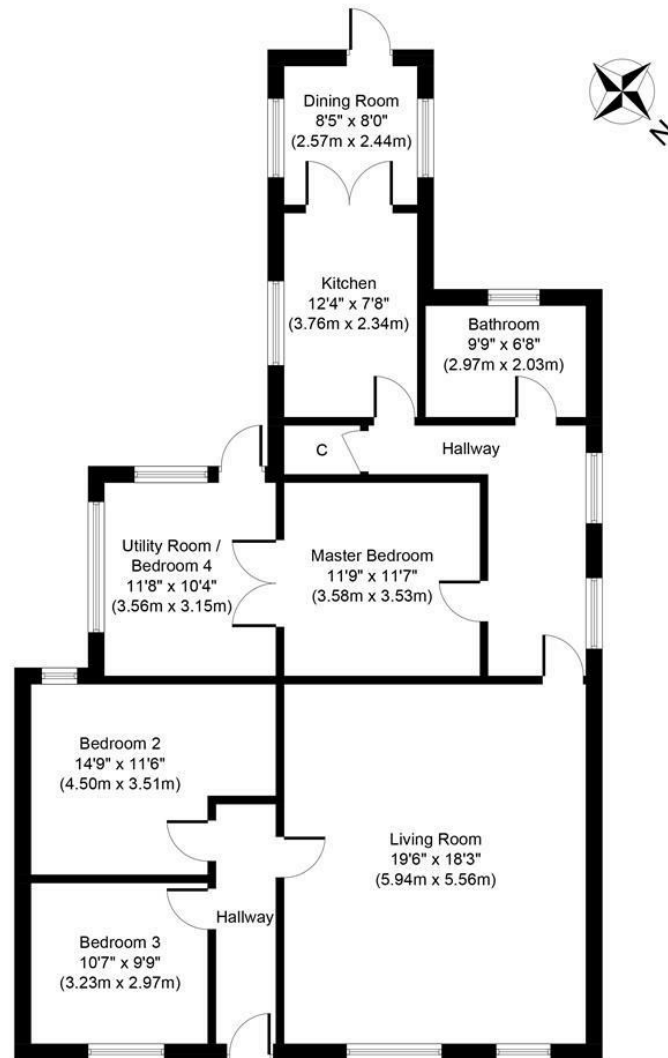 Dining Room
8'5" x 8'0"
(2.57m x 2.44m)
N
Kitchen
12'4" x 7'8"
(3.76m x 2.34m)
Bathroom
9'9" x 6'8"
(2.97m x 2.03m)
C
Hallway
Utility Room /
Bedroom 4
11'8" x 10'4"
(3.56m x 3.15m)
Master Bedroom
11'9" x 11'7"
(3.58m x 3.53m)
Bedroom 2
14'9" x 11'6"
(4.50m x 3.51m)
Living Room
19'6" x 18'3"
(5.94m x 5.56m)
Hallway
Bedroom 3
10'7" x 9'9"
(3.23m x 2.97m)